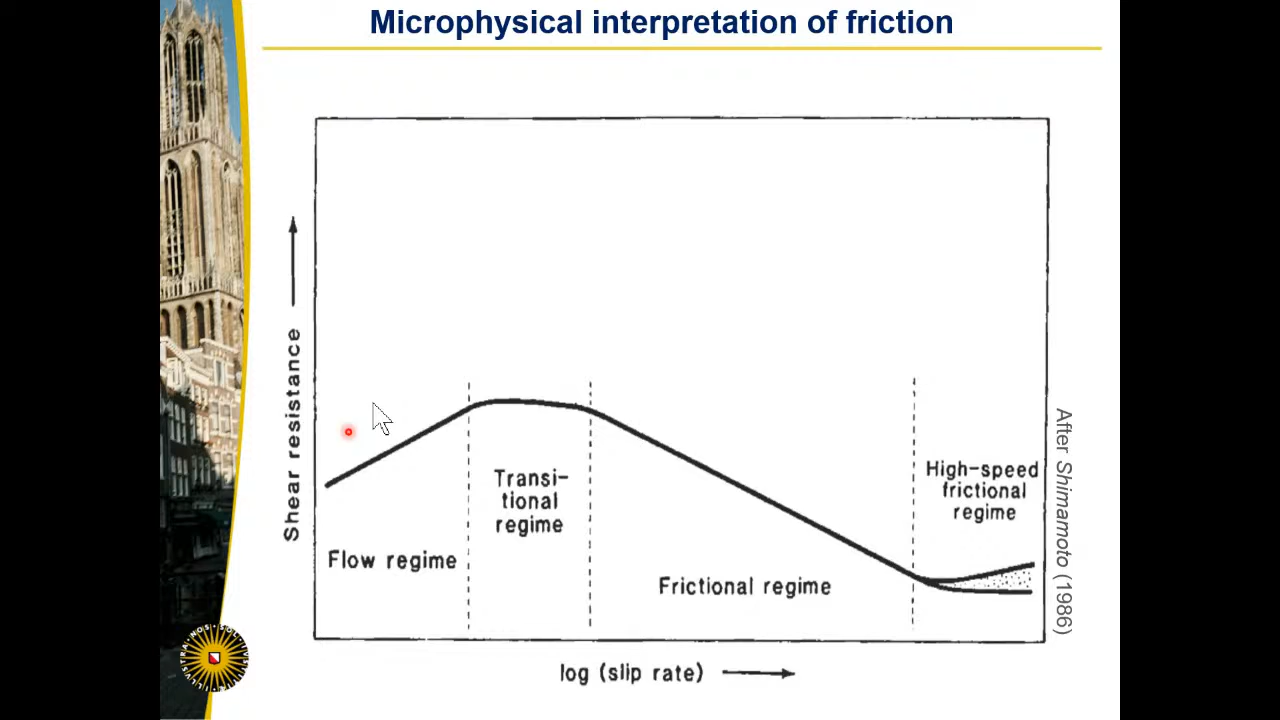 Microphysical interpretation of friction
Shear resistance
Flow regime
Transi-
tional
regime
Frictional regime
High-speed
frictional
regime
After Shimamoto (1986)
log (slip rate)